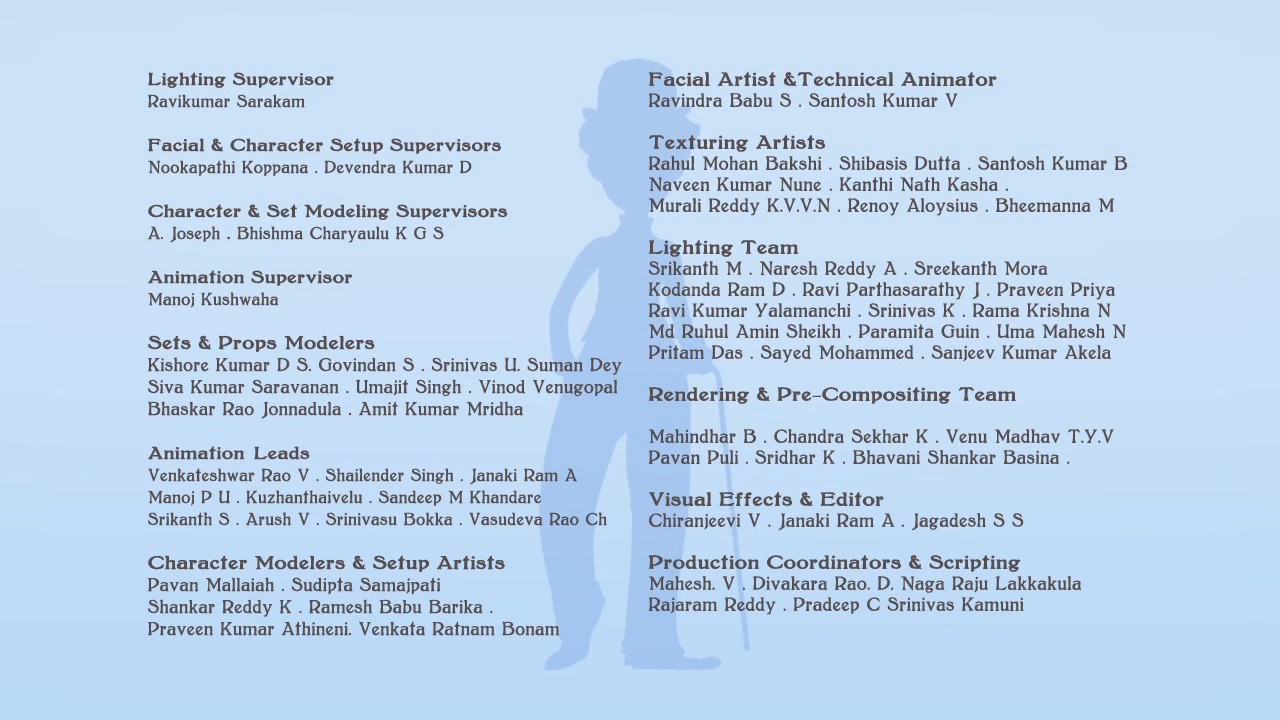 Lighting Supervisor
Ravikumar Sarakam
Facial & Character Setup Supervisors
Nookapathi Koppana . Devendra Kumar D
Character & Set Modeling Supervisors
A. Joseph . Bhishma Charyaulu K G S
Animation Supervisor
Manoj Kushwaha
Sets & Props Modelers
Kishore Kumar D S. Govindan S . Srinivas U. Suman Dey
Siva Kumar Saravanan . Umajit Singh . Vinod Venugopal
Bhaskar Rao Jonnadula . Amit Kumar Mridha
Animation Leads
Venkateshwar Rao V . Shailender Singh . Janaki Ram A
Manoj P U . Kuzhanthaivelu . Sandeep M Khandare
Srikanth S . Arush V . Srinivasu Bokka . Vasudeva Rao Ch
Character Modelers & Setup Artists
Pavan Mallaiah . Sudipta Samajpati
Shankar Reddy K . Ramesh Babu Barika .
Praveen Kumar Athineni. Venkata Ratnam Bonam
Facial Artist &Technical Animator
Ravindra Babu S . Santosh Kumar V
Texturing Artists
Rahul Mohan Bakshi . Shibasis Dutta . Santosh Kumar B
Naveen Kumar Nune . Kanthi Nath Kasha .
Murali Reddy K.V.V.N . Renoy Aloysius . Bheemanna M
Lighting Team
Srikanth M . Naresh Reddy A . Sreekanth Mora
Kodanda Ram D . Ravi Parthasarathy J . Praveen Priya
Ravi Kumar Yalamanchi . Srinivas K . Rama Krishna N
Md Ruhul Amin Sheikh . Paramita Guin . Uma Mahesh N
Pritam Das . Sayed Mohammed . Sanjeev Kumar Akela
Rendering & Pre-Compositing Team
Mahindhar B . Chandra Sekhar K . Venu Madhav T.Y.V
Pavan Puli . Sridhar K . Bhavani Shankar Basina .
Visual Effects & Editor
Chiranjeevi V . Janaki Ram A . Jagadesh S S
Production Coordinators & Scripting
Mahesh. V . Divakara Rao. D. Naga Raju Lakkakula
Rajaram Reddy . Pradeep C Srinivas Kamuni